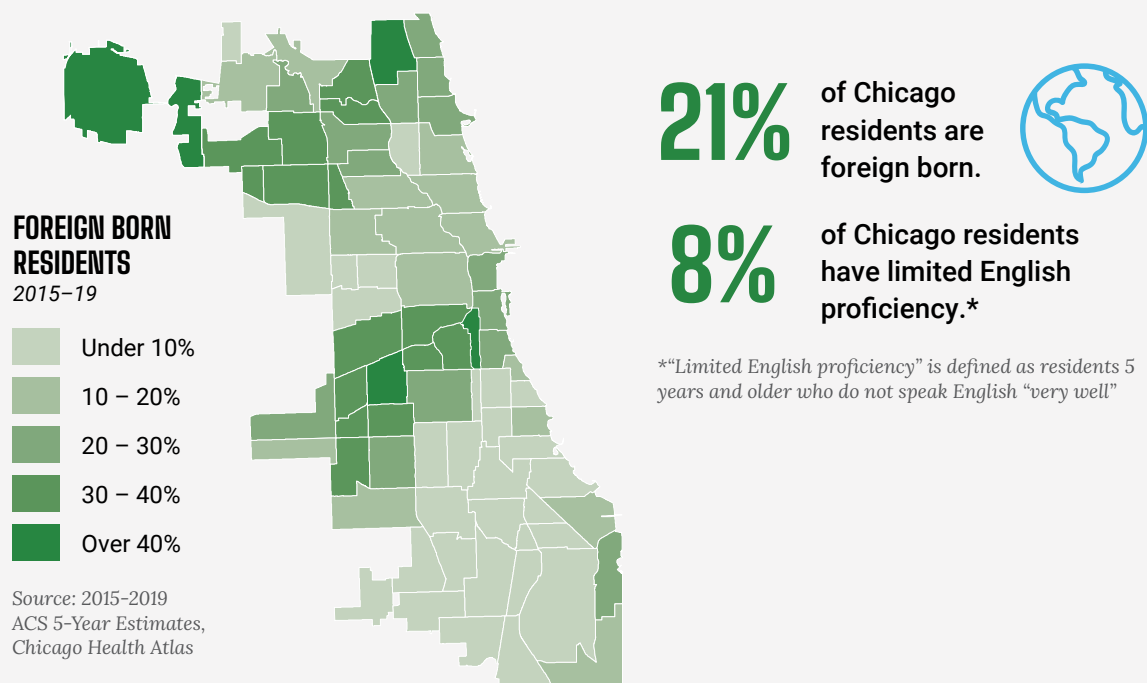 FOREIGN BORN
RESIDENTS
2015–19
Under 10%
10 – 20%
20 – 30%
30 – 40%
Over 40%
Source: 2015-2019
ACS 5-Year Estimates,
Chicago Health Atlas
21%
of Chicago
residents are
foreign born.
8%
of Chicago residents
have limited English
proficiency.*
*“Limited English proficiency” is defined as residents 5
years and older who do not speak English “very well”